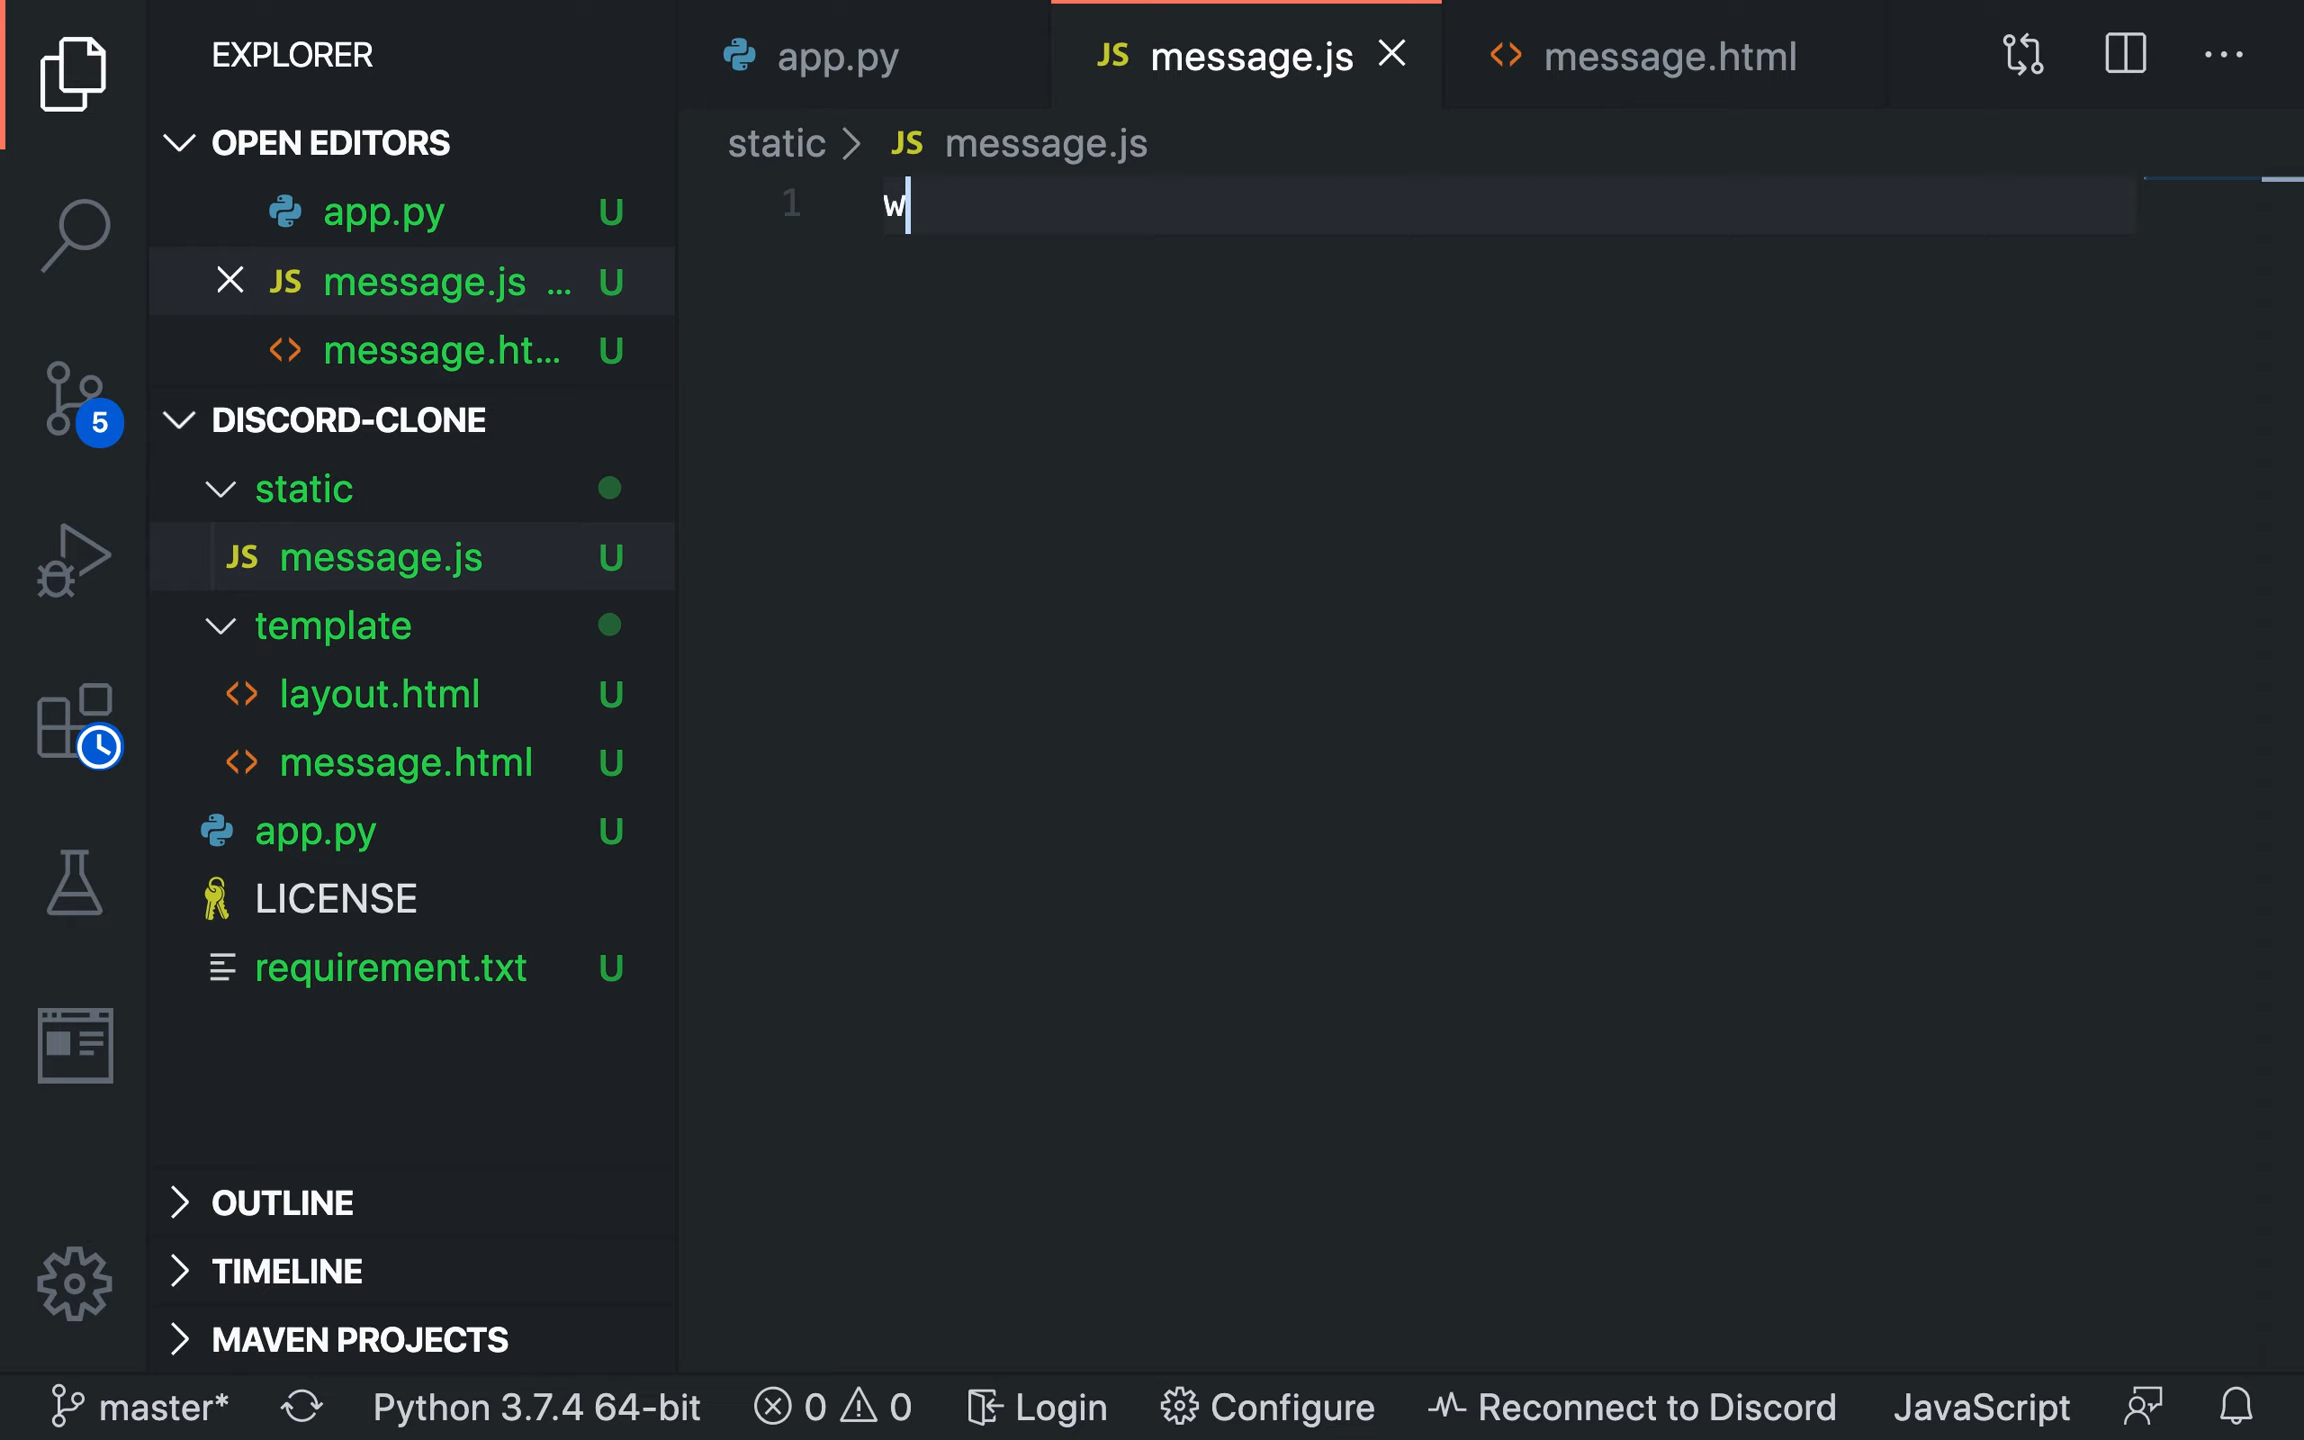 EXPLORER
OPEN EDITORS
app.py U
JS message.js ... U
message.ht... U
DISCORD-CLONE
static
JS message.js U
template
layout.html U
message.html U
app.py U
LICENSE
requirement.txt U
OUTLINE
TIMELINE
MAVEN PROJECTS
5
app.py
JS message.js
message.html
static > JS message.js
1 w
master* Python 3.7.4 64-bit 0 0 Login Configure Reconnect to Discord JavaScript